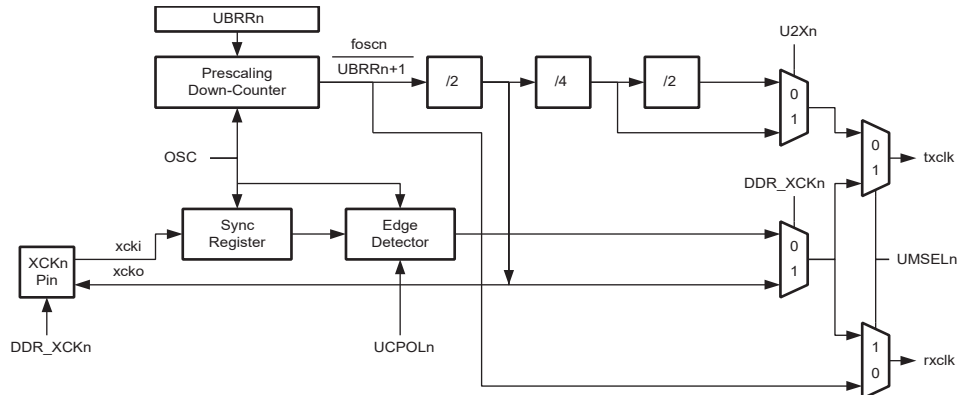 UBRRn
foscn
UBRRn+1
U2Xn
Prescaling
Down-Counter
/2
/4
/2
0
1
OSC
0
1
txclk
DDR_XCKn
Sync
Register
Edge
Detector
xcki
0
1
UMSELn
XCKn
Pin
xcko
DDR_XCKn
UCPOLn
1
0
rxclk